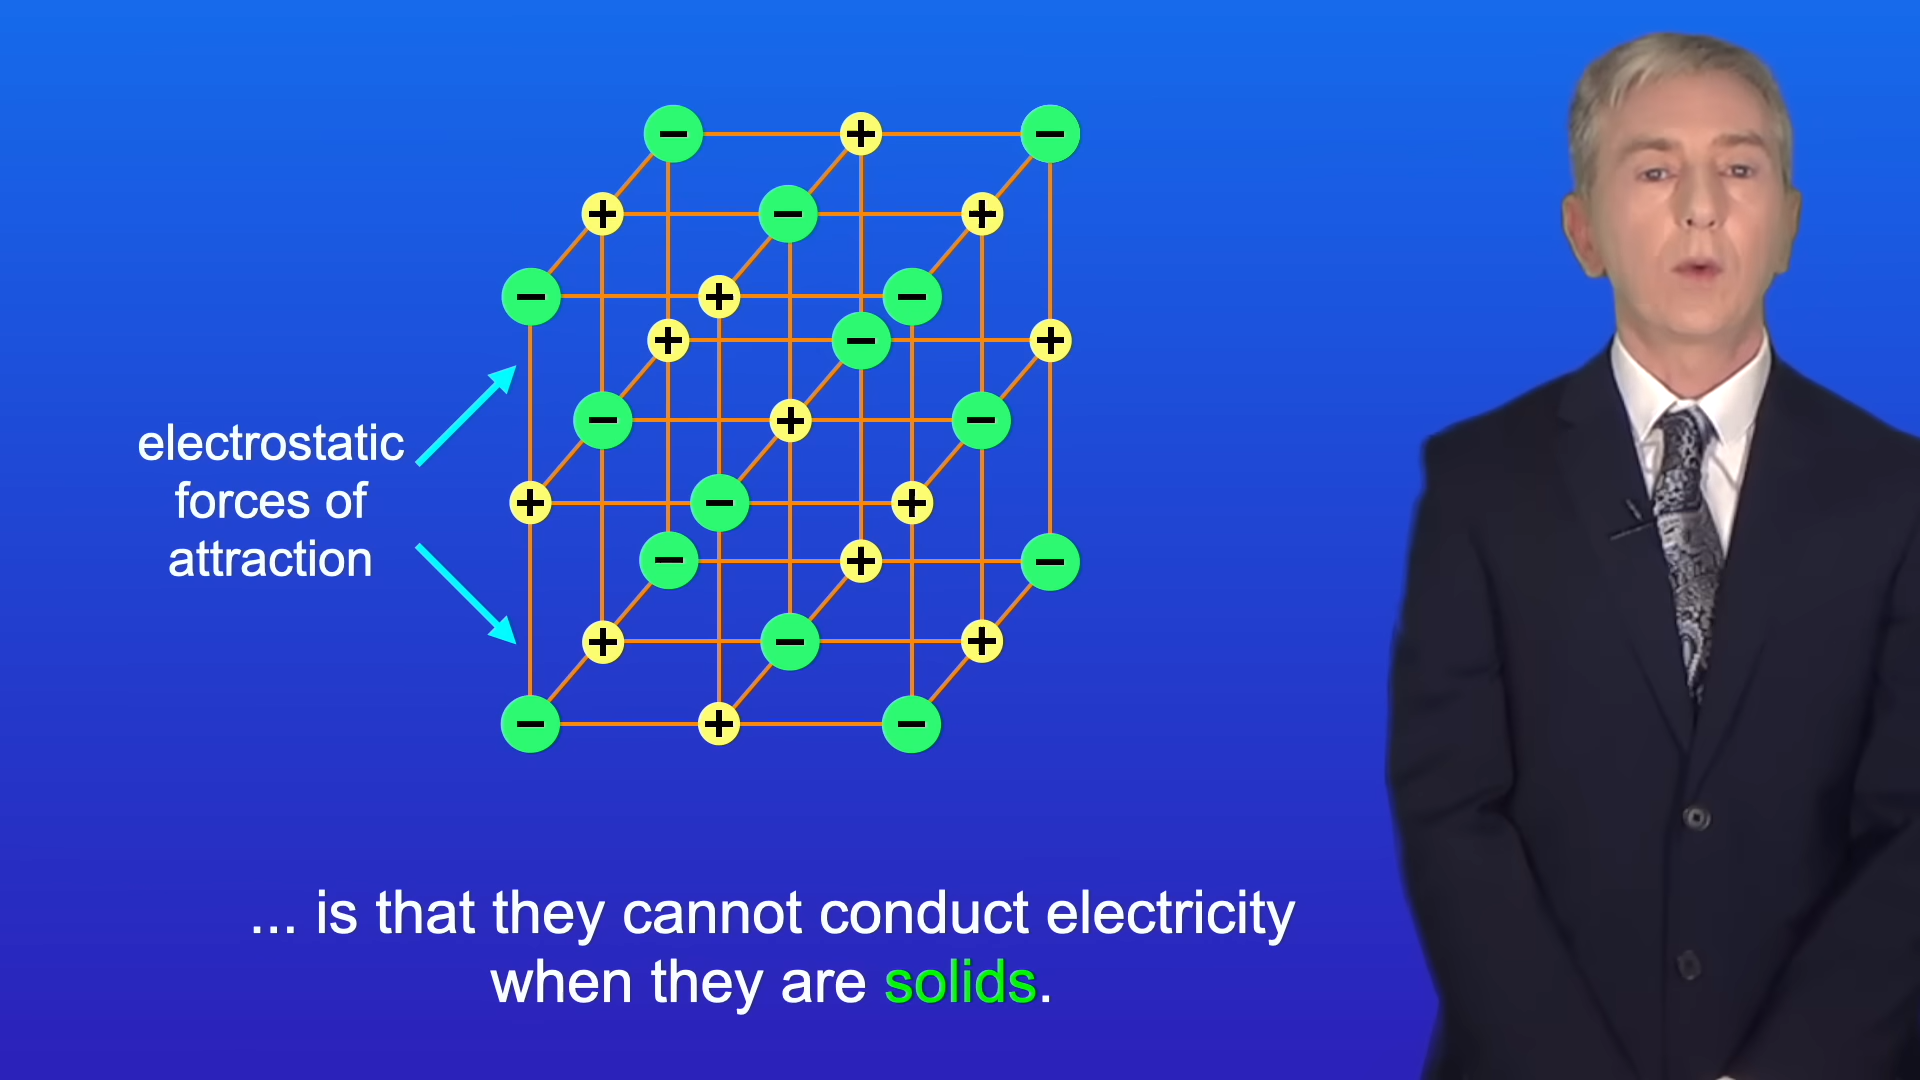 electrostatic
forces of
attraction
... is that they cannot conduct electricity
when they are solids.